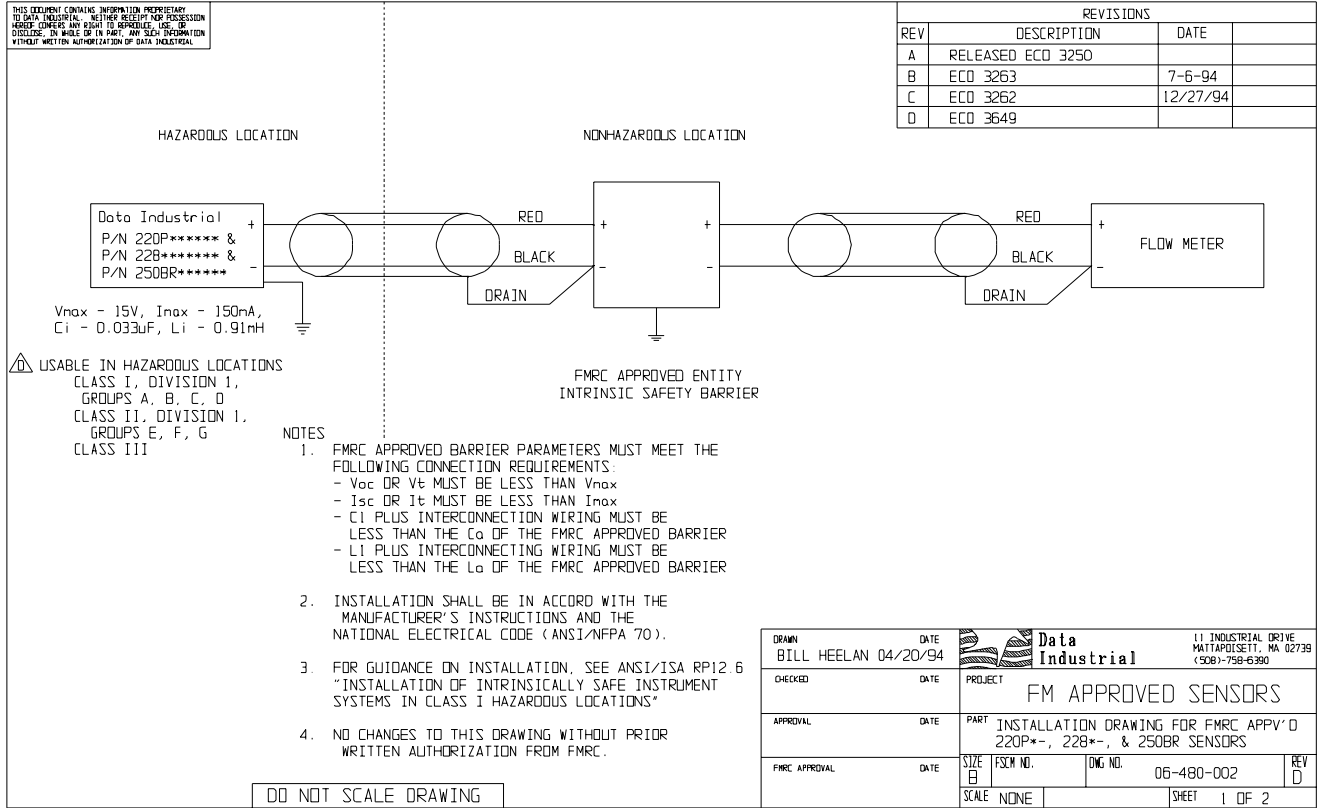 THIS DOCUMENT CONTAINS INFORMATION PROPRIETARY
TO DATA INDUSTRIAL. NEITHER RECEIPT NOR POSSESSION
HEREOF CONFERS ANY RIGHT TO REPRODUCE, USE, OR
DISCLOSE, IN WHOLE OR IN PART, ANY SUCH INFORMATION
WITHOUT WRITTEN AUTHORIZATION OF DATA INDUSTRIAL
REVISIONS
REV DESCRIPTION DATE
A RELEASED ECO 3250
B ECO 3263 7-6-94
C ECO 3262 12/27/94
D ECO 3649
HAZARDOUS LOCATION
NONHAZARDOUS LOCATION
Data Industrial
P/N 220P****** &
P/N 228******* &
P/N 250BR******
+
-
RED
BLACK
DRAIN
+
-
+
-
RED
BLACK
DRAIN
+
-
FLOW METER
Vmax - 15V, Imax - 150mA,
Ci - 0.033uF, Li - 0.91mH
FMRC APPROVED ENTITY
INTRINSIC SAFETY BARRIER
D USABLE IN HAZARDOUS LOCATIONS
CLASS I, DIVISION 1,
GROUPS A, B, C, D
CLASS II, DIVISION 1,
GROUPS E, F, G
CLASS III
NOTES
1. FMRC APPROVED BARRIER PARAMETERS MUST MEET THE
FOLLOWING CONNECTION REQUIREMENTS:
- Voc OR Vt MUST BE LESS THAN Vmax
- Isc OR It MUST BE LESS THAN Imax
- C1 PLUS INTERCONNECTION WIRING MUST BE
LESS THAN THE Ca OF THE FMRC APPROVED BARRIER
- L1 PLUS INTERCONNECTING WIRING MUST BE
LESS THAN THE La OF THE FMRC APPROVED BARRIER
2. INSTALLATION SHALL BE IN ACCORD WITH THE
MANUFACTURER'S INSTRUCTIONS AND THE
NATIONAL ELECTRICAL CODE (ANSI/NFPA 70).
3. FOR GUIDANCE ON INSTALLATION, SEE ANSI/ISA RP12.6
"INSTALLATION OF INTRINSICALLY SAFE INSTRUMENT
SYSTEMS IN CLASS I HAZARDOUS LOCATIONS"
4. NO CHANGES TO THIS DRAWING WITHOUT PRIOR
WRITTEN AUTHORIZATION FROM FMRC.
DO NOT SCALE DRAWING
DRAWN DATE
BILL HEELAN 04/20/94
CHECKED DATE
APPROVAL DATE
FMRC APPROVAL DATE
Data
Industrial
11 INDUSTRIAL DRIVE
MATTAPOISETT, MA 02739
(508)-758-6390
PROJECT
FM APPROVED SENSORS
PART INSTALLATION DRAWING FOR FMRC APPV'D
220P*-, 228*-, & 250BR SENSORS
SIZE FSCM NO. DWG NO. REV
B 06-480-002 D
SCALE NONE SHEET 1 OF 2